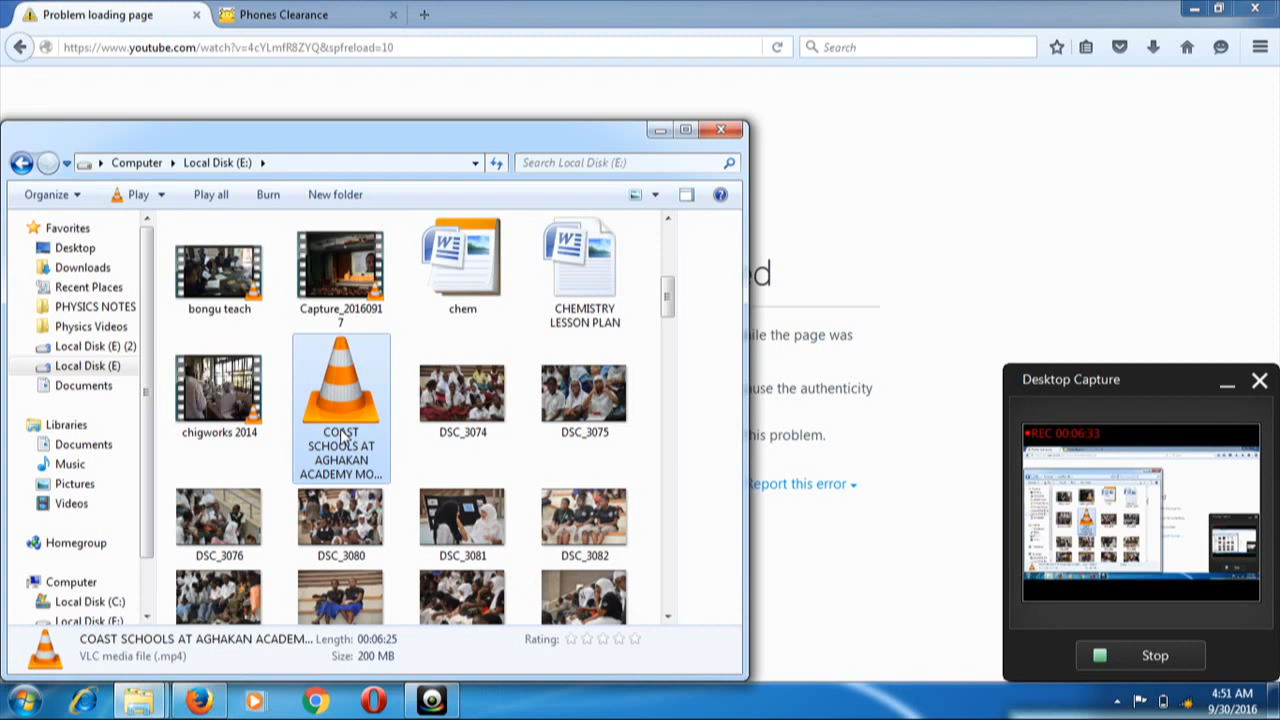 Problem loading page
Phones Clearance
https://www.youtube.com/watch?v=4cYLmfR8ZYQ&spfreload=10
Search
Computer
Local Disk (E:)
Search Local Disk (E:)
Organize
Play
Play all
Burn
New folder
Favorites
Desktop
Downloads
Recent Places
PHYSICS NOTES
Physics Videos
Local Disk (E) (2)
Local Disk (E)
Documents
Libraries
Documents
Music
Pictures
Videos
Homegroup
Computer
Local Disk (C:)
Local Disk (E:)
bongu teach
Capture_2016091
7
chem
CHEMISTRY
LESSON PLAN
chigworks 2014
COAST
SCHOOLS AT
AGHAKAN
ACADEMY MO...
DSC_3074
DSC_3075
DSC_3076
DSC_3080
DSC_3081
DSC_3082
COAST SCHOOLS AT AGHAKAN ACADEM... Length: 00:06:25
Rating:
VLC media file (.mp4)
Size: 200 MB
ed
ile the page was
use the authenticity
his problem.
Report this error
Desktop Capture
REC 00:06:33
Stop
4:51 AM
9/30/2016